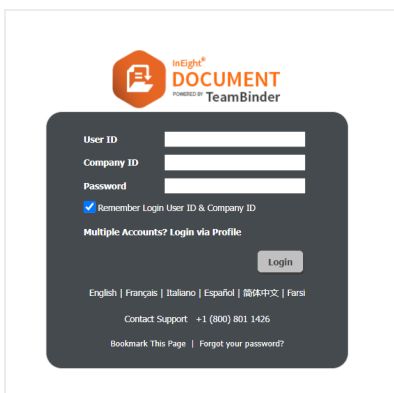 InEight®
DOCUMENT
POWERED BY TeamBinder
User ID
Company ID
Password
Remember Login User ID & Company ID
Multiple Accounts? Login via Profile
Login
English | Français | Italiano | Español | 简体中文 | Farsi
Contact Support +1 (800) 801 1426
Bookmark This Page | Forgot your password?